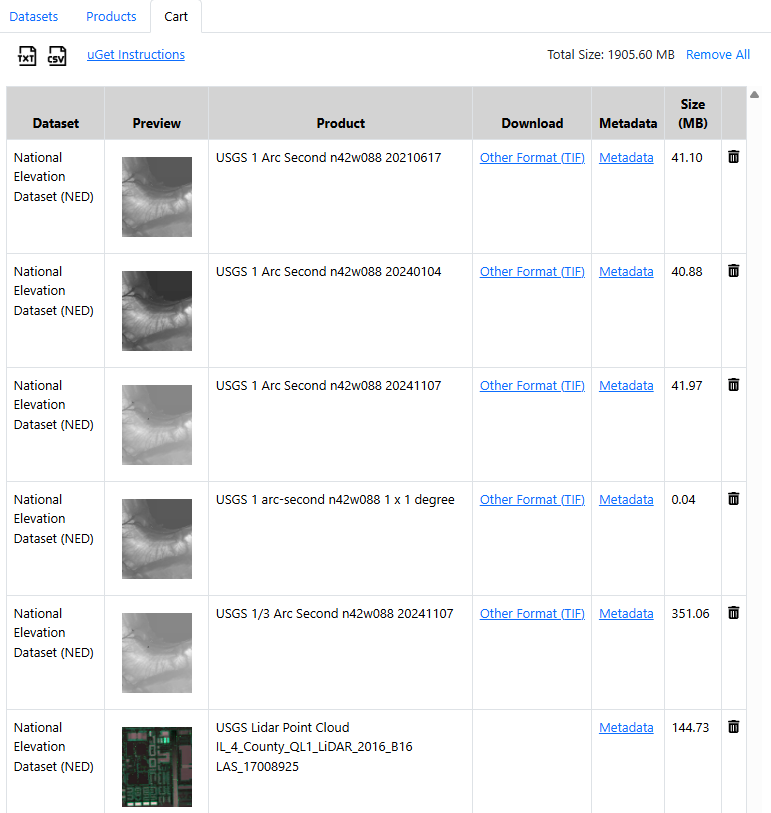 Datasets Products Cart
TXT CSV uGet Instructions Total Size: 1905.60 MB Remove All
Dataset Preview Product Download Metadata Size (MB)
National Elevation Dataset (NED) USGS 1 Arc Second n42w088 20210617 Other Format (TIF) Metadata 41.10
National Elevation Dataset (NED) USGS 1 Arc Second n42w088 20240104 Other Format (TIF) Metadata 40.88
National Elevation Dataset (NED) USGS 1 Arc Second n42w088 20241107 Other Format (TIF) Metadata 41.97
National Elevation Dataset (NED) USGS 1 arc-second n42w088 1 x 1 degree Other Format (TIF) Metadata 0.04
National Elevation Dataset (NED) USGS 1/3 Arc Second n42w088 20241107 Other Format (TIF) Metadata 351.06
National Elevation Dataset (NED) USGS Lidar Point Cloud IL_4_County_QL1_LiDAR_2016_B16 LAS_17008925 Metadata 144.73